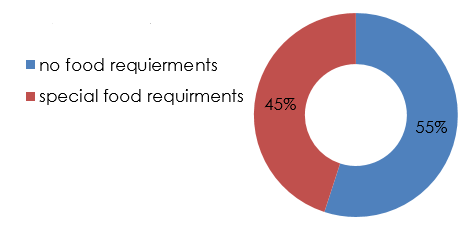 no food requierments
special food requirments
45%
55%